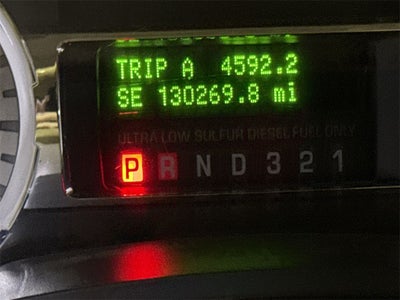 TRIP A 4592.2
SE 130269.8 mi
ULTRA LOW SULFUR DIESEL FUEL ONLY
P R N D 3 2 1